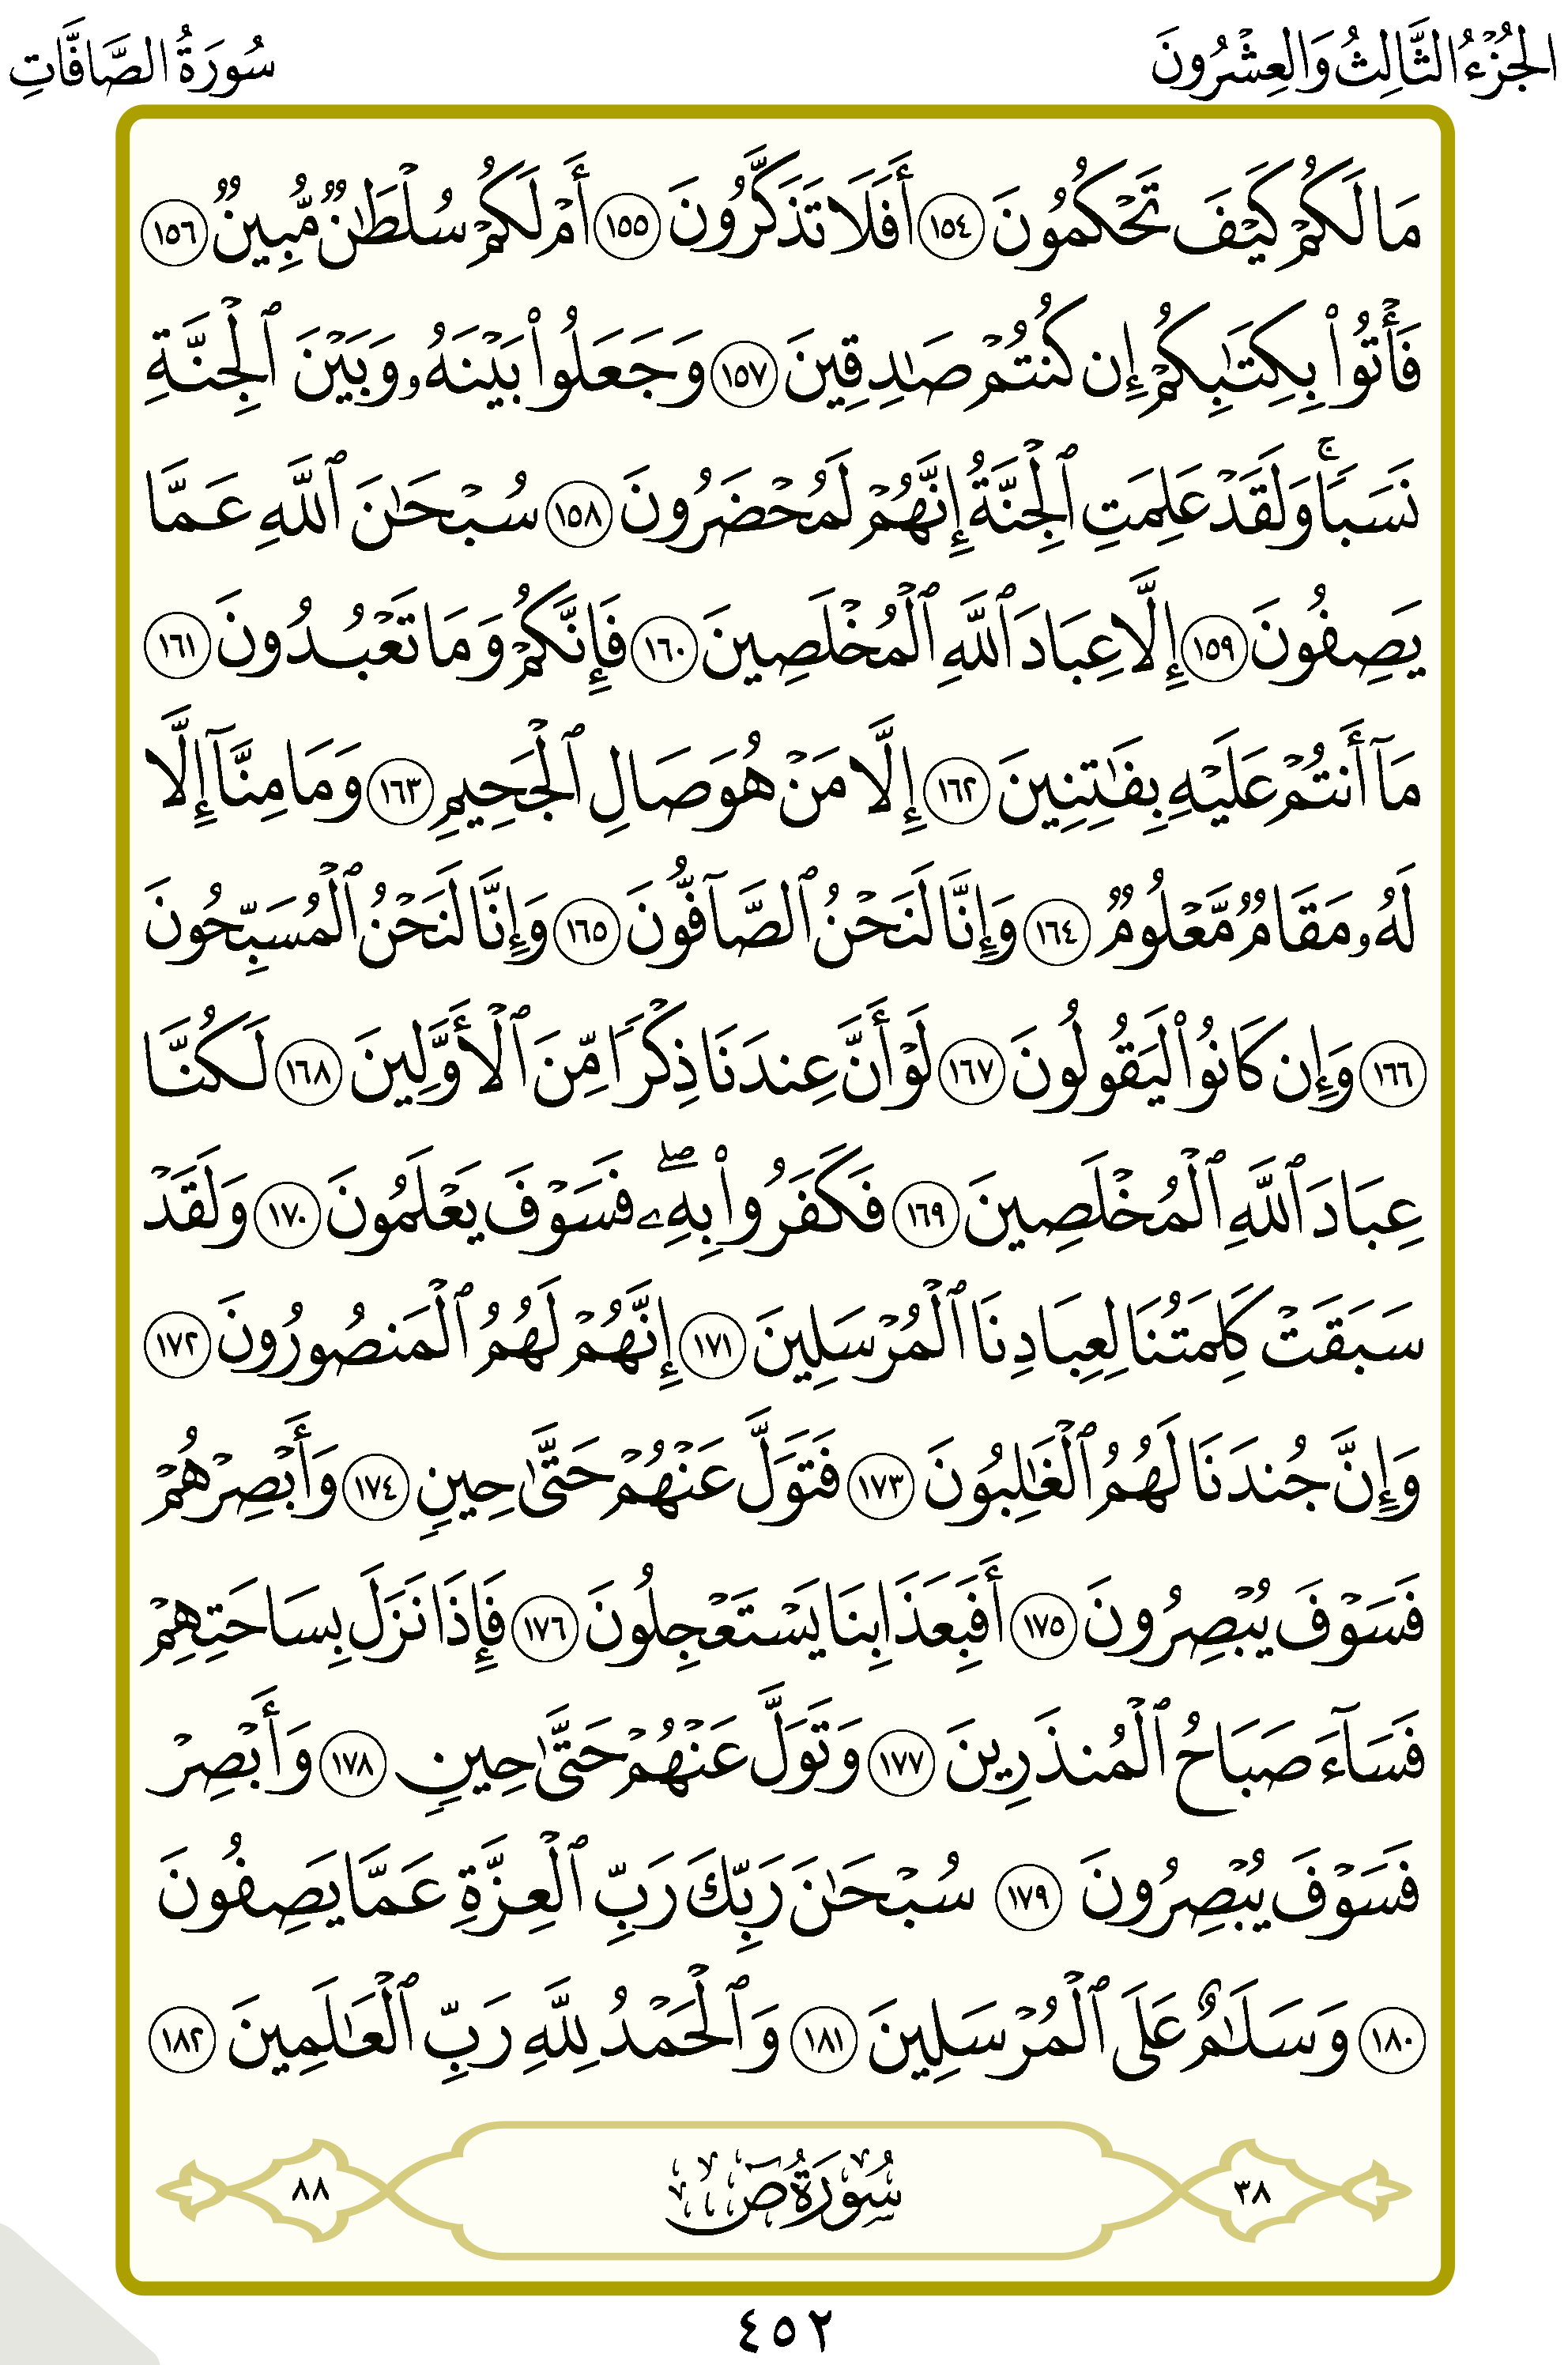 الجُزْءُ الثَّالِثُ وَالعِشْرُونَ
سُورَةُ الصَّافَّاتِ
مَا لَكُمْ كَيْفَ تَحْكُمُونَ ١٥٤ أَفَلَا تَذَكَّرُونَ ١٥٥ أَمْ لَكُمْ سُلْطَٰنٌ مُّبِينٌ ١٥٦
فَأْتُوا۟ بِكِتَٰبِكُمْ إِن كُنتُمْ صَٰدِقِينَ ١٥٧ وَجَعَلُوا۟ بَيْنَهُۥ وَبَيْنَ ٱلْجِنَّةِ
نَسَبًا ۚ وَلَقَدْ عَلِمَتِ ٱلْجِنَّةُ إِنَّهُمْ لَمُحْضَرُونَ ١٥٨ سُبْحَٰنَ ٱللَّهِ عَمَّا
يَصِفُونَ ١٥٩ إِلَّا عِبَادَ ٱللَّهِ ٱلْمُخْلَصِينَ ١٦٠ فَإِنَّكُمْ وَمَا تَعْبُدُونَ ١٦١
مَآ أَنتُمْ عَلَيْهِ بِفَٰتِنِينَ ١٦٢ إِلَّا مَنْ هُوَ صَالِ ٱلْجَحِيمِ ١٦٣ وَمَا مِنَّآ إِلَّا
لَهُۥ مَقَامٌ مَّعْلُومٌ ١٦٤ وَإِنَّا لَنَحْنُ ٱلصَّآفُّونَ ١٦٥ وَإِنَّا لَنَحْنُ ٱلْمُسَبِّحُونَ
١٦٦ وَإِن كَانُوا۟ لَيَقُولُونَ ١٦٧ لَوْ أَنَّ عِندَنَا ذِكْرًا مِّنَ ٱلْأَوَّلِينَ ١٦٨ لَكُنَّا
عِبَادَ ٱللَّهِ ٱلْمُخْلَصِينَ ١٦٩ فَكَفَرُوا۟ بِهِۦ ۖ فَسَوْفَ يَعْلَمُونَ ١٧٠ وَلَقَدْ
سَبَقَتْ كَلِمَتُنَا لِعِبَادِنَا ٱلْمُرْسَلِينَ ١٧١ إِنَّهُمْ لَهُمُ ٱلْمَنصُورُونَ ١٧٢
وَإِنَّ جُندَنَا لَهُمُ ٱلْغَٰلِبُونَ ١٧٣ فَتَوَلَّ عَنْهُمْ حَتَّىٰ حِينٍ ١٧٤ وَأَبْصِرْهُمْ
فَسَوْفَ يُبْصِرُونَ ١٧٥ أَفَبِعَذَابِنَا يَسْتَعْجِلُونَ ١٧٦ فَإِذَا نَزَلَ بِسَاحَتِهِمْ
فَسَآءَ صَبَاحُ ٱلْمُنذَرِينَ ١٧٧ وَتَوَلَّ عَنْهُمْ حَتَّىٰ حِينٍ ١٧٨ وَأَبْصِرْ
فَسَوْفَ يُبْصِرُونَ ١٧٩ سُبْحَٰنَ رَبِّكَ رَبِّ ٱلْعِزَّةِ عَمَّا يَصِفُونَ
١٨٠ وَسَلَٰمٌ عَلَى ٱلْمُرْسَلِينَ ١٨١ وَٱلْحَمْدُ لِلَّهِ رَبِّ ٱلْعَٰلَمِينَ ١٨٢
٣٨ سُورَةُ صٓ ٨٨
٤٥٢